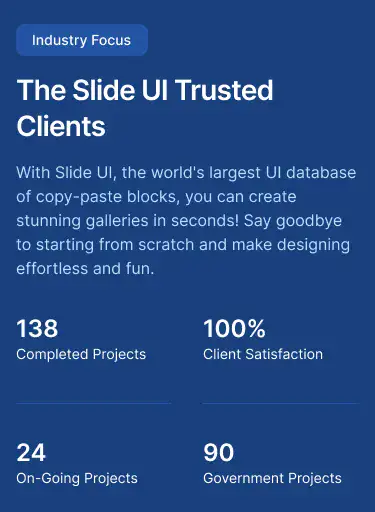 Industry Focus
The Slide UI Trusted
Clients
With Slide UI, the world's largest UI database
of copy-paste blocks, you can create
stunning galleries in seconds! Say goodbye
to starting from scratch and make designing
effortless and fun.
138
Completed Projects
100%
Client Satisfaction
24
On-Going Projects
90
Government Projects